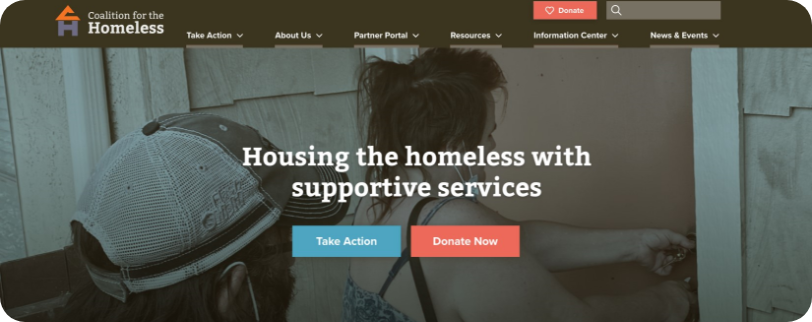 Coalition for the
Homeless
Donate
Take Action
About Us
Partner Portal
Resources
Information Center
News & Events
Housing the homeless with
supportive services
Take Action
Donate Now